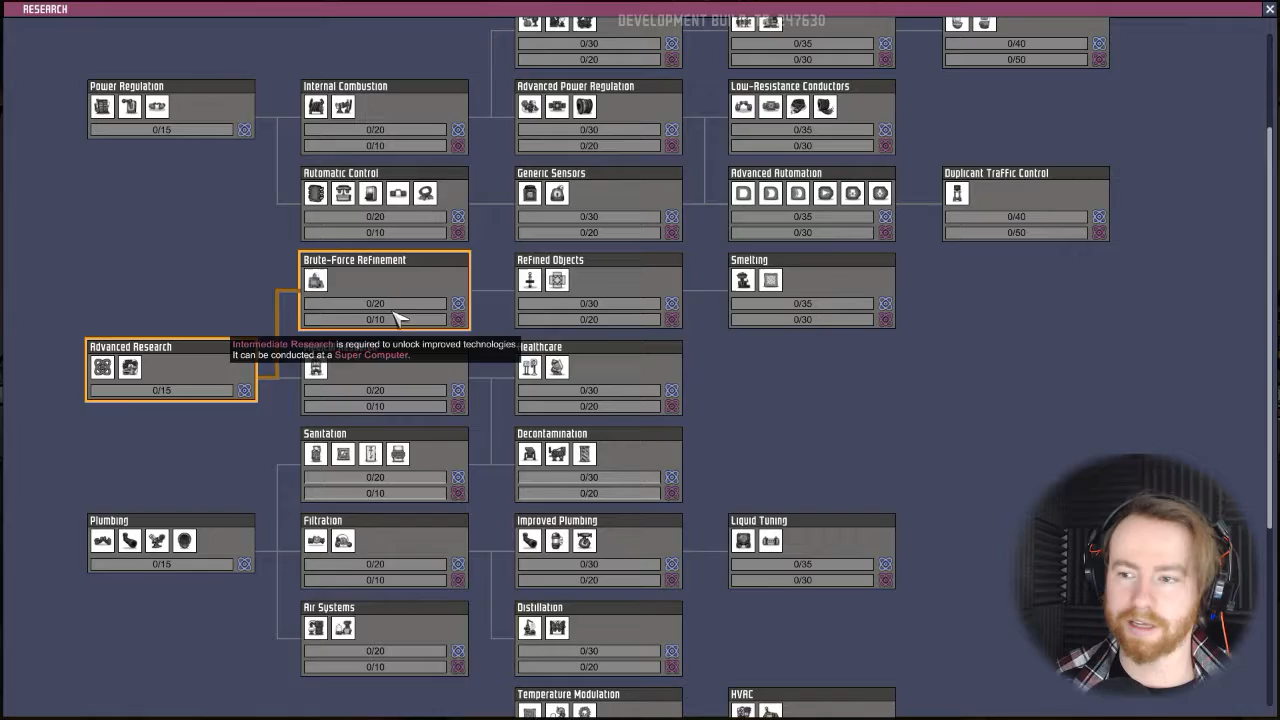 RESEARCH
DEVELOPMENT BUILD
247630
0/30
0/20
0/35
0/30
0/40
0/50
Power Regulation
0/15
Internal Combustion
0/20
0/10
Advanced Power Regulation
0/30
0/20
Low-Resistance Conductors
0/35
0/30
Automatic Control
0/20
0/10
Generic Sensors
0/30
0/20
Advanced Automation
0/35
0/30
Duplicant Traffic Control
0/40
0/50
Brute-Force Refinement
0/20
0/10
Refined Objects
0/30
0/20
Smelting
0/35
0/30
Intermediate Research is required to unlock improved technologies.
It can be conducted at a Super Computer.
Advanced Research
0/15
0/20
0/10
Healthcare
0/30
0/20
Sanitation
0/20
0/10
Decontamination
0/30
0/20
Plumbing
0/15
Filtration
0/20
0/10
Improved Plumbing
0/30
0/20
Liquid Tuning
0/35
0/30
Air Systems
0/20
0/10
Distillation
0/30
0/20
Temperature Modulation
HVAC